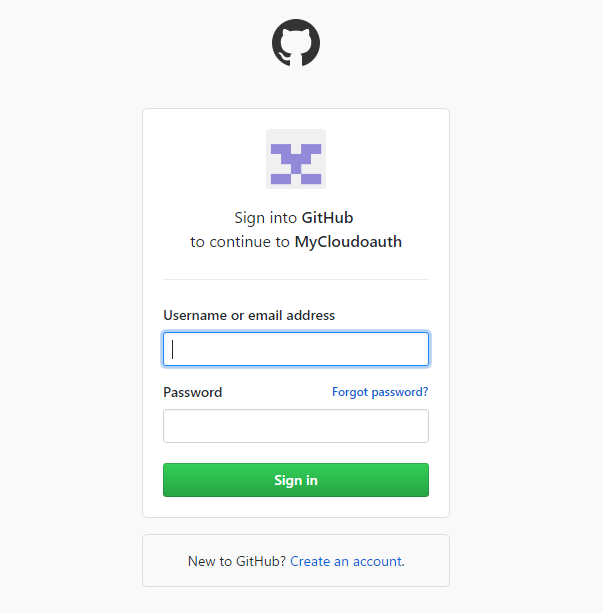 Sign into GitHub
to continue to MyCloudoauth
Username or email address
Password Forgot password?
Sign in
New to GitHub? Create an account.